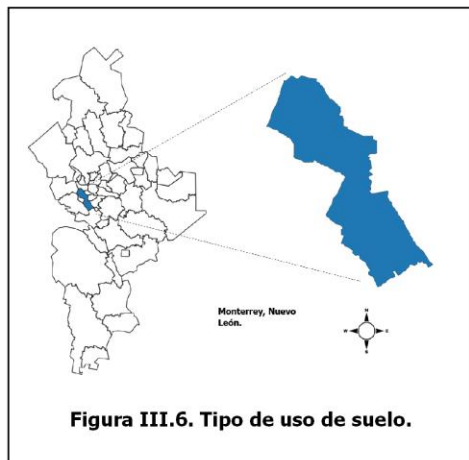 Monterrey, Nuevo
León.
N
W E
S
Figura III.6. Tipo de uso de suelo.